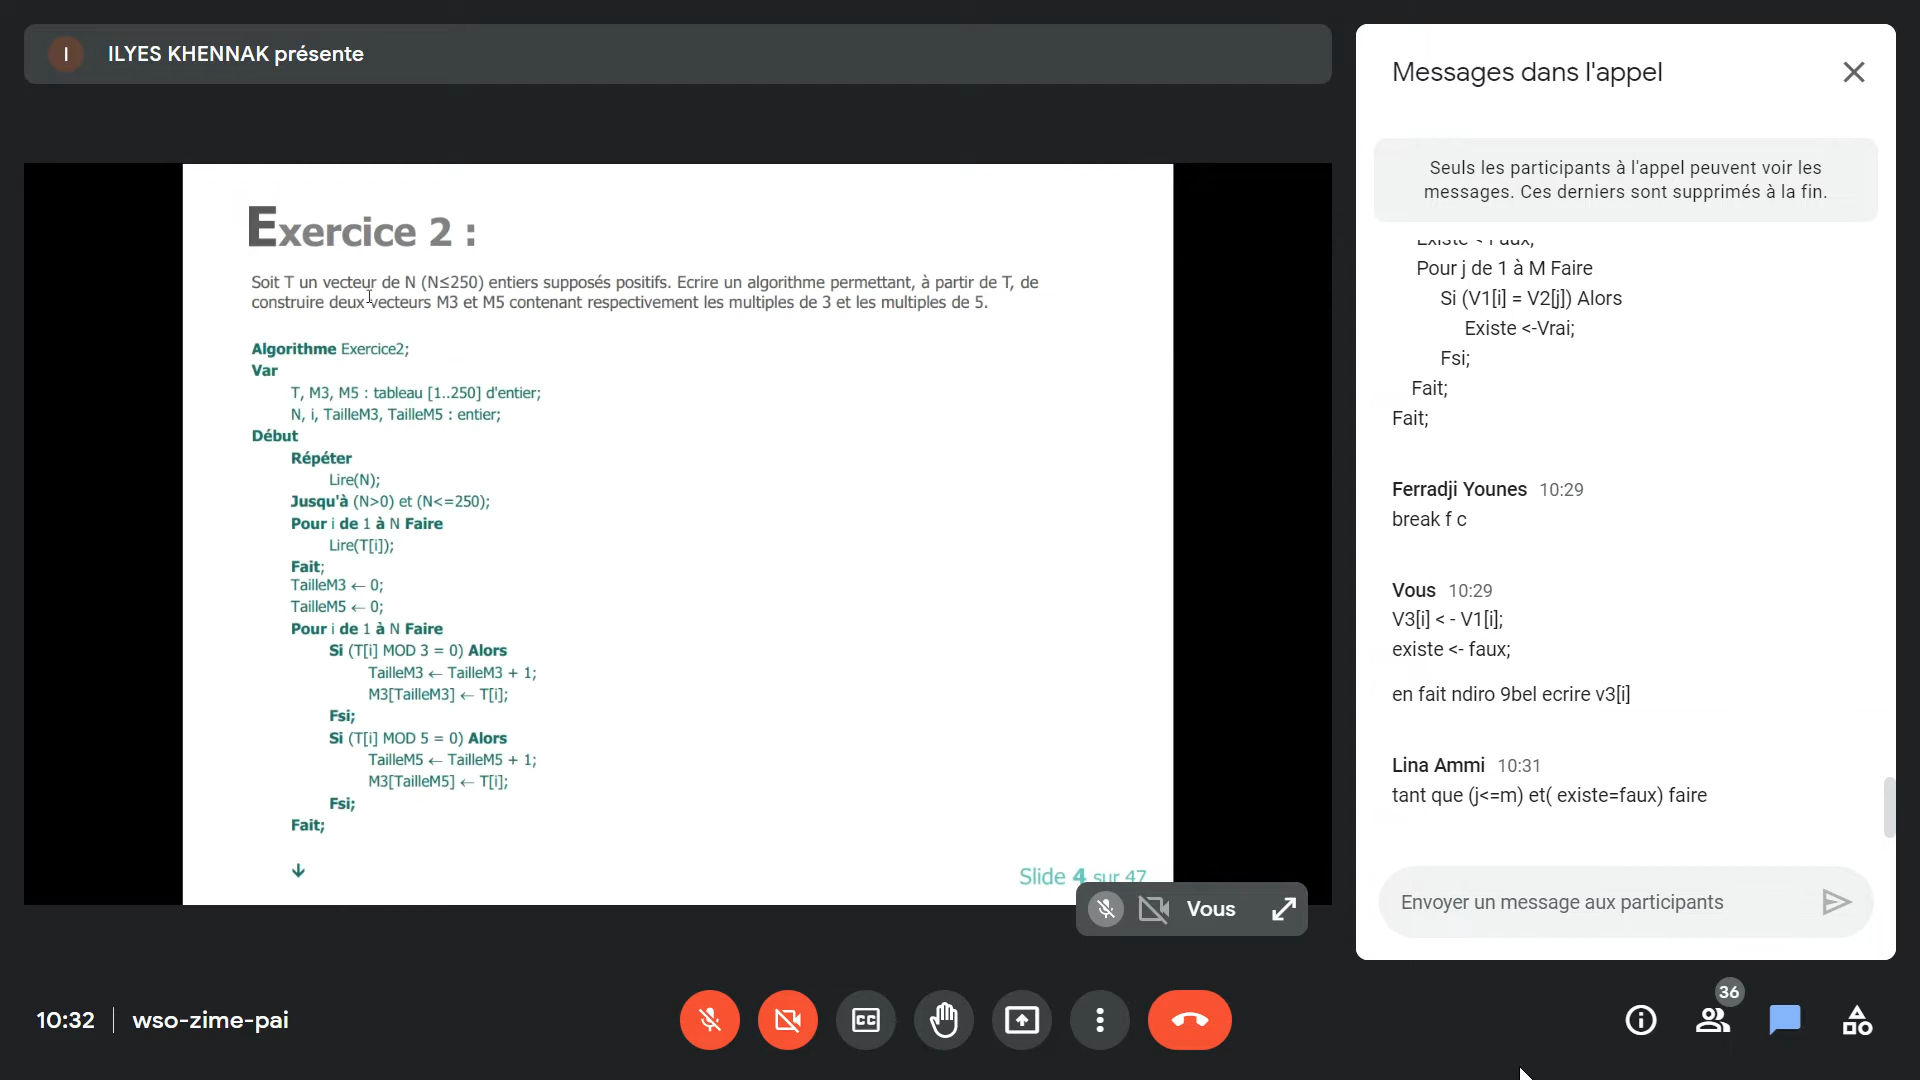 I ILYES KHENNAK présente
Exercice 2 :
Soit T un vecteur de N (N≤250) entiers supposés positifs. Ecrire un algorithme permettant, à partir de T, de
construire deux vecteurs M3 et M5 contenant respectivement les multiples de 3 et les multiples de 5.
Algorithme Exercice2;
Var
T, M3, M5 : tableau [1..250] d'entier;
N, i, TailleM3, TailleM5 : entier;
Début
Répéter
Lire(N);
Jusqu'à (N>0) et (N<=250);
Pour i de 1 à N Faire
Lire(T[i]);
Fait;
TailleM3 ← 0;
TailleM5 ← 0;
Pour i de 1 à N Faire
Si (T[i] MOD 3 = 0) Alors
TailleM3 ← TailleM3 + 1;
M3[TailleM3] ← T[i];
Fsi;
Si (T[i] MOD 5 = 0) Alors
TailleM5 ← TailleM5 + 1;
M3[TailleM5] ← T[i];
Fsi;
Fait;
↓
Slide 4 sur 47
Vous
Messages dans l'appel
Seuls les participants à l'appel peuvent voir les
messages. Ces derniers sont supprimés à la fin.
Existe < Faux;
Pour j de 1 à M Faire
Si (V1[i] = V2[j]) Alors
Existe <-Vrai;
Fsi;
Fait;
Fait;
Ferradji Younes 10:29
break f c
Vous 10:29
V3[i] < - V1[i];
existe <- faux;
en fait ndiro 9bel ecrire v3[i]
Lina Ammi 10:31
tant que (j<=m) et( existe=faux) faire
Envoyer un message aux participants
10:32 wso-zime-pai
CC
36